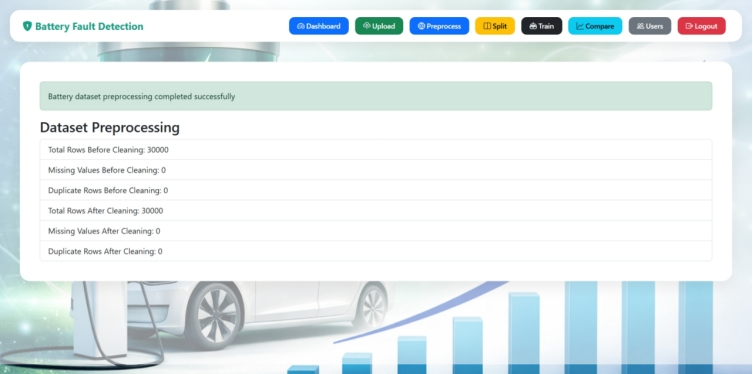 Battery Fault Detection
Dashboard
Upload
Preprocess
Split
Train
Compare
Users
Logout
Battery dataset preprocessing completed successfully
Dataset Preprocessing
Total Rows Before Cleaning: 30000
Missing Values Before Cleaning: 0
Duplicate Rows Before Cleaning: 0
Total Rows After Cleaning: 30000
Missing Values After Cleaning: 0
Duplicate Rows After Cleaning: 0